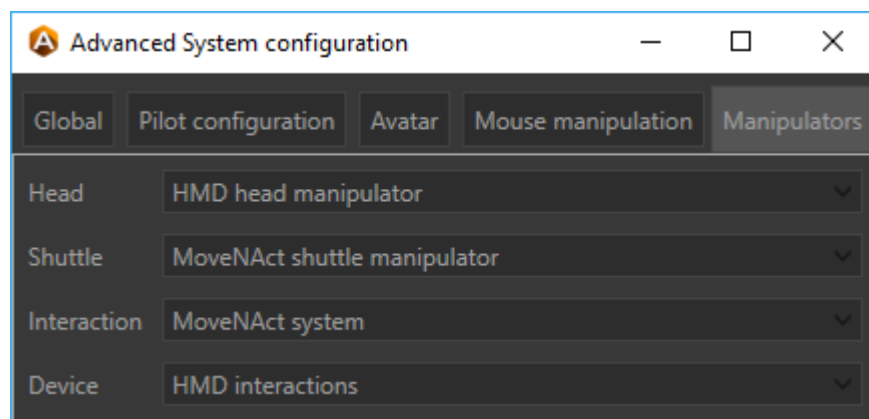 Advanced System configuration
Global Pilot configuration Avatar Mouse manipulation Manipulators
Head HMD head manipulator
Shuttle MoveNAct shuttle manipulator
Interaction MoveNAct system
Device HMD interactions